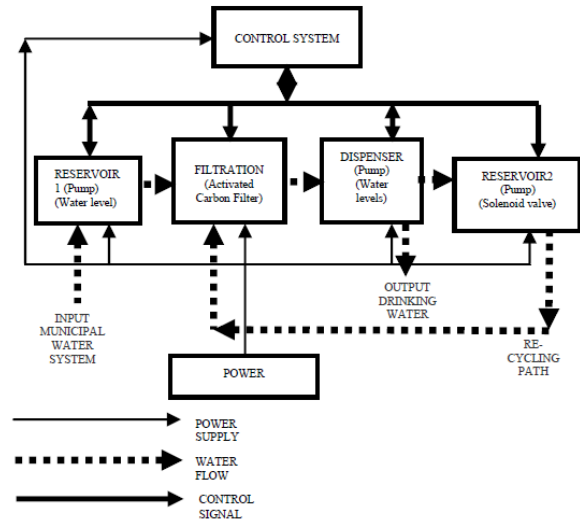 CONTROL SYSTEM
RESERVOIR
1 (Pump)
(Water level)
FILTRATION
(Activated
Carbon Filter)
DISPENSER
(Pump)
(Water
levels)
RESERVOIR2
(Pump)
(Solenoid valve)
INPUT
MUNICIPAL
WATER
SYSTEM
OUTPUT
DRINKING
WATER
RE-
CYCLING
PATH
POWER
POWER
SUPPLY
WATER
FLOW
CONTROL
SIGNAL